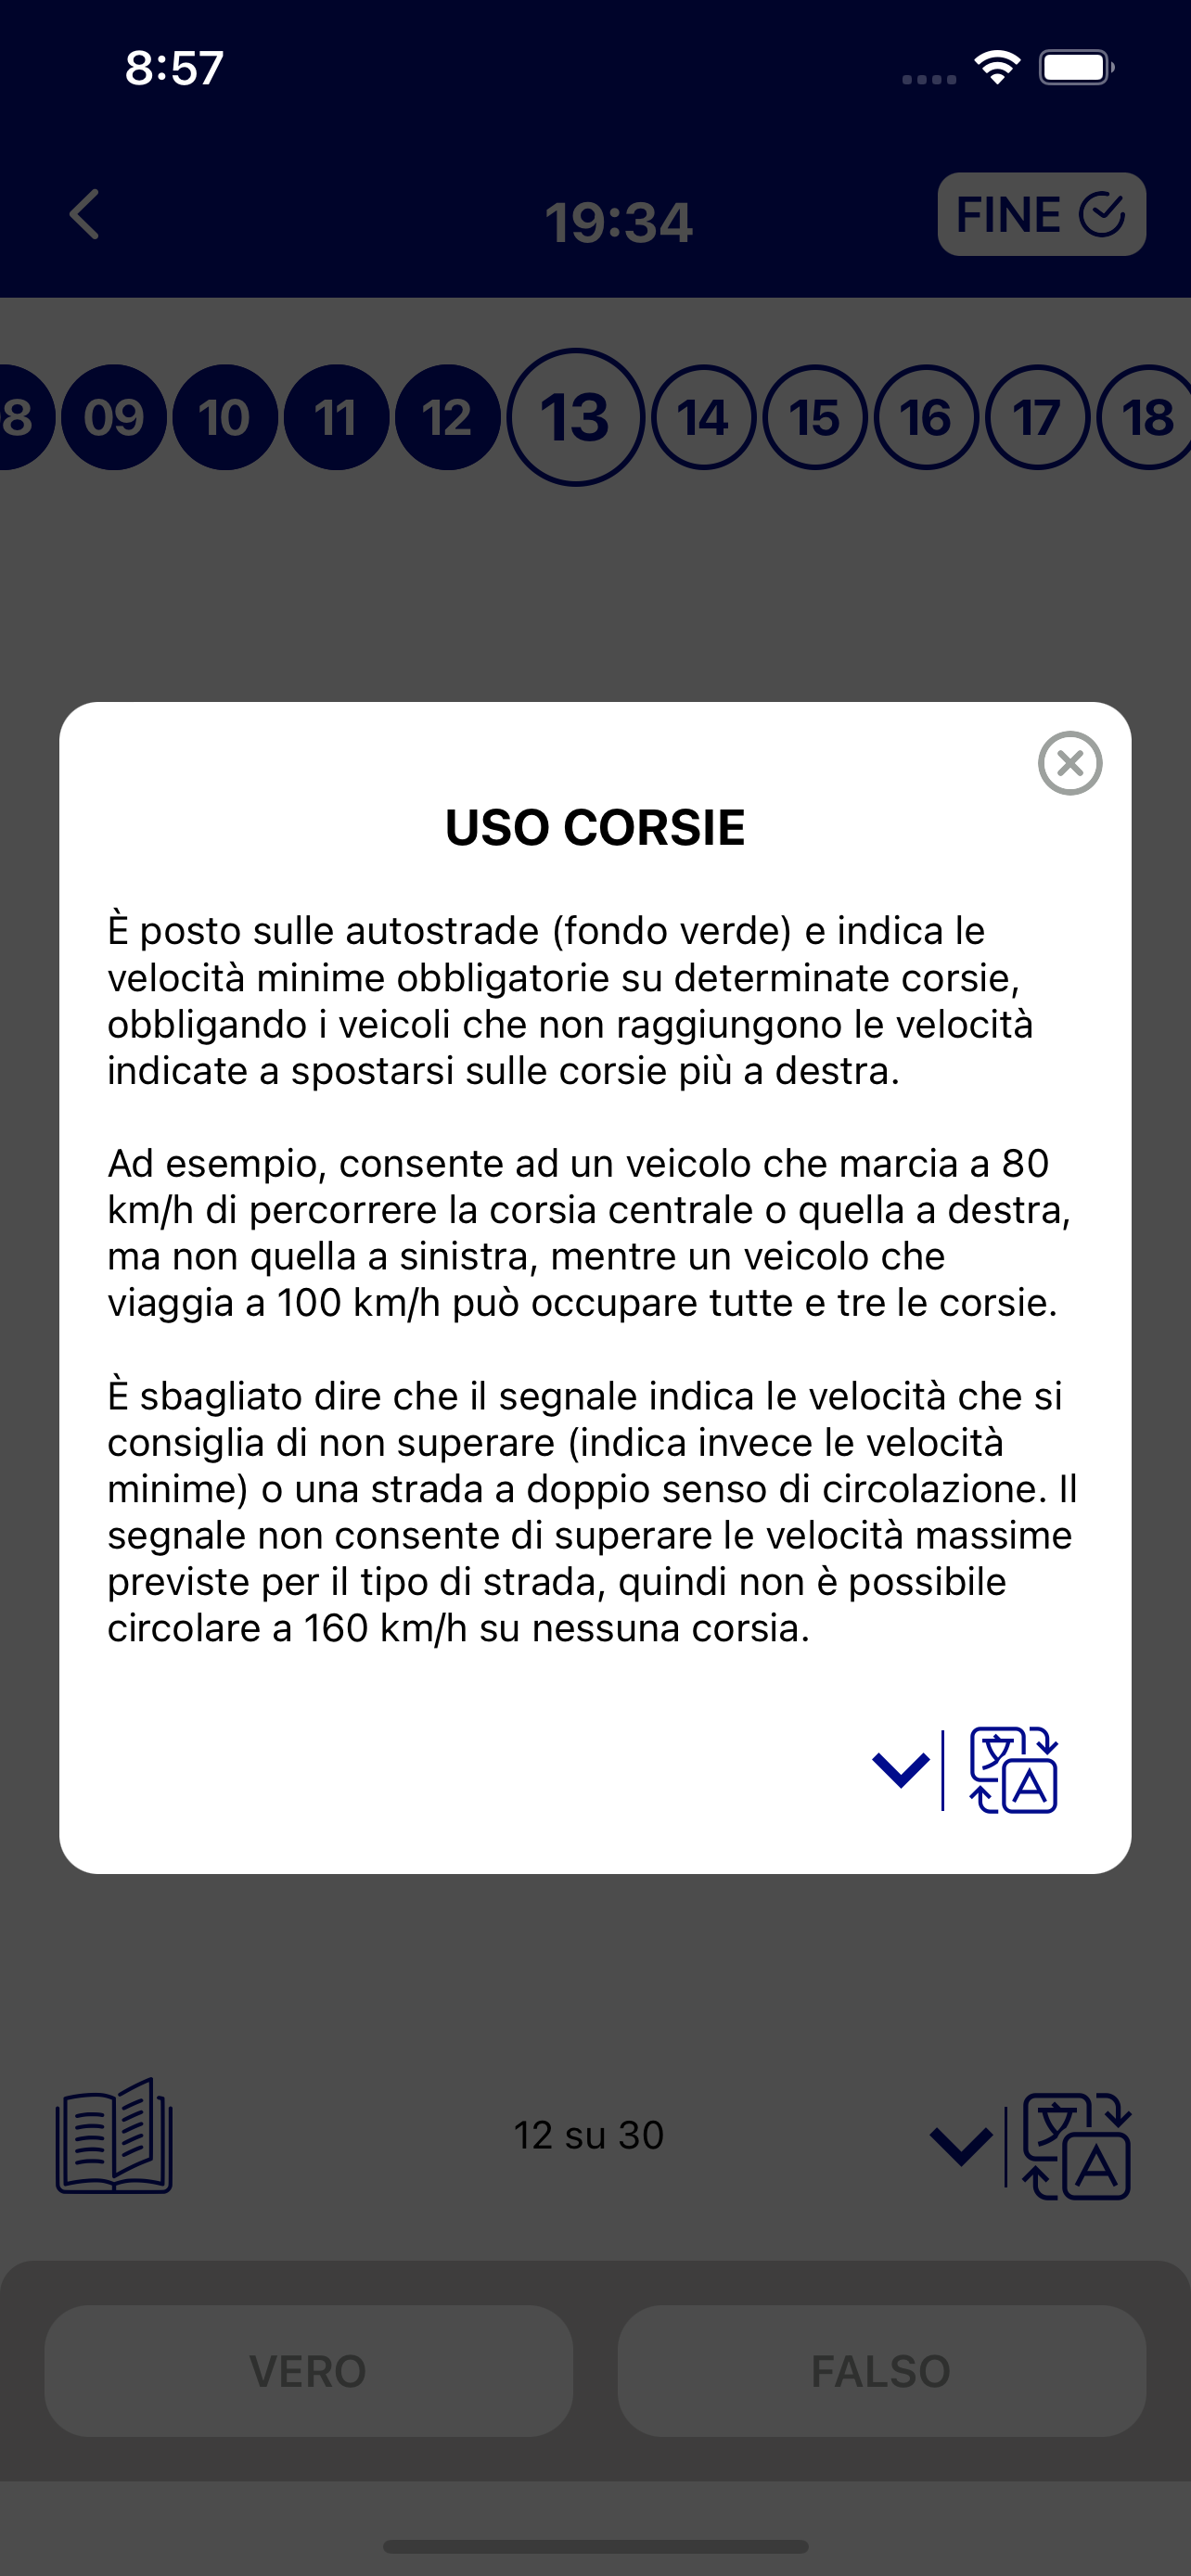 8:57
19:34
FINE
8 09 10 11 12 13 14 15 16 17 18
USO CORSIE
È posto sulle autostrade (fondo verde) e indica le
velocità minime obbligatorie su determinate corsie,
obbligando i veicoli che non raggiungono le velocità
indicate a spostarsi sulle corsie più a destra.
Ad esempio, consente ad un veicolo che marcia a 80
km/h di percorrere la corsia centrale o quella a destra,
ma non quella a sinistra, mentre un veicolo che
viaggia a 100 km/h può occupare tutte e tre le corsie.
È sbagliato dire che il segnale indica le velocità che si
consiglia di non superare (indica invece le velocità
minime) o una strada a doppio senso di circolazione. Il
segnale non consente di superare le velocità massime
previste per il tipo di strada, quindi non è possibile
circolare a 160 km/h su nessuna corsia.
文 A
12 su 30
文 A
VERO
FALSO